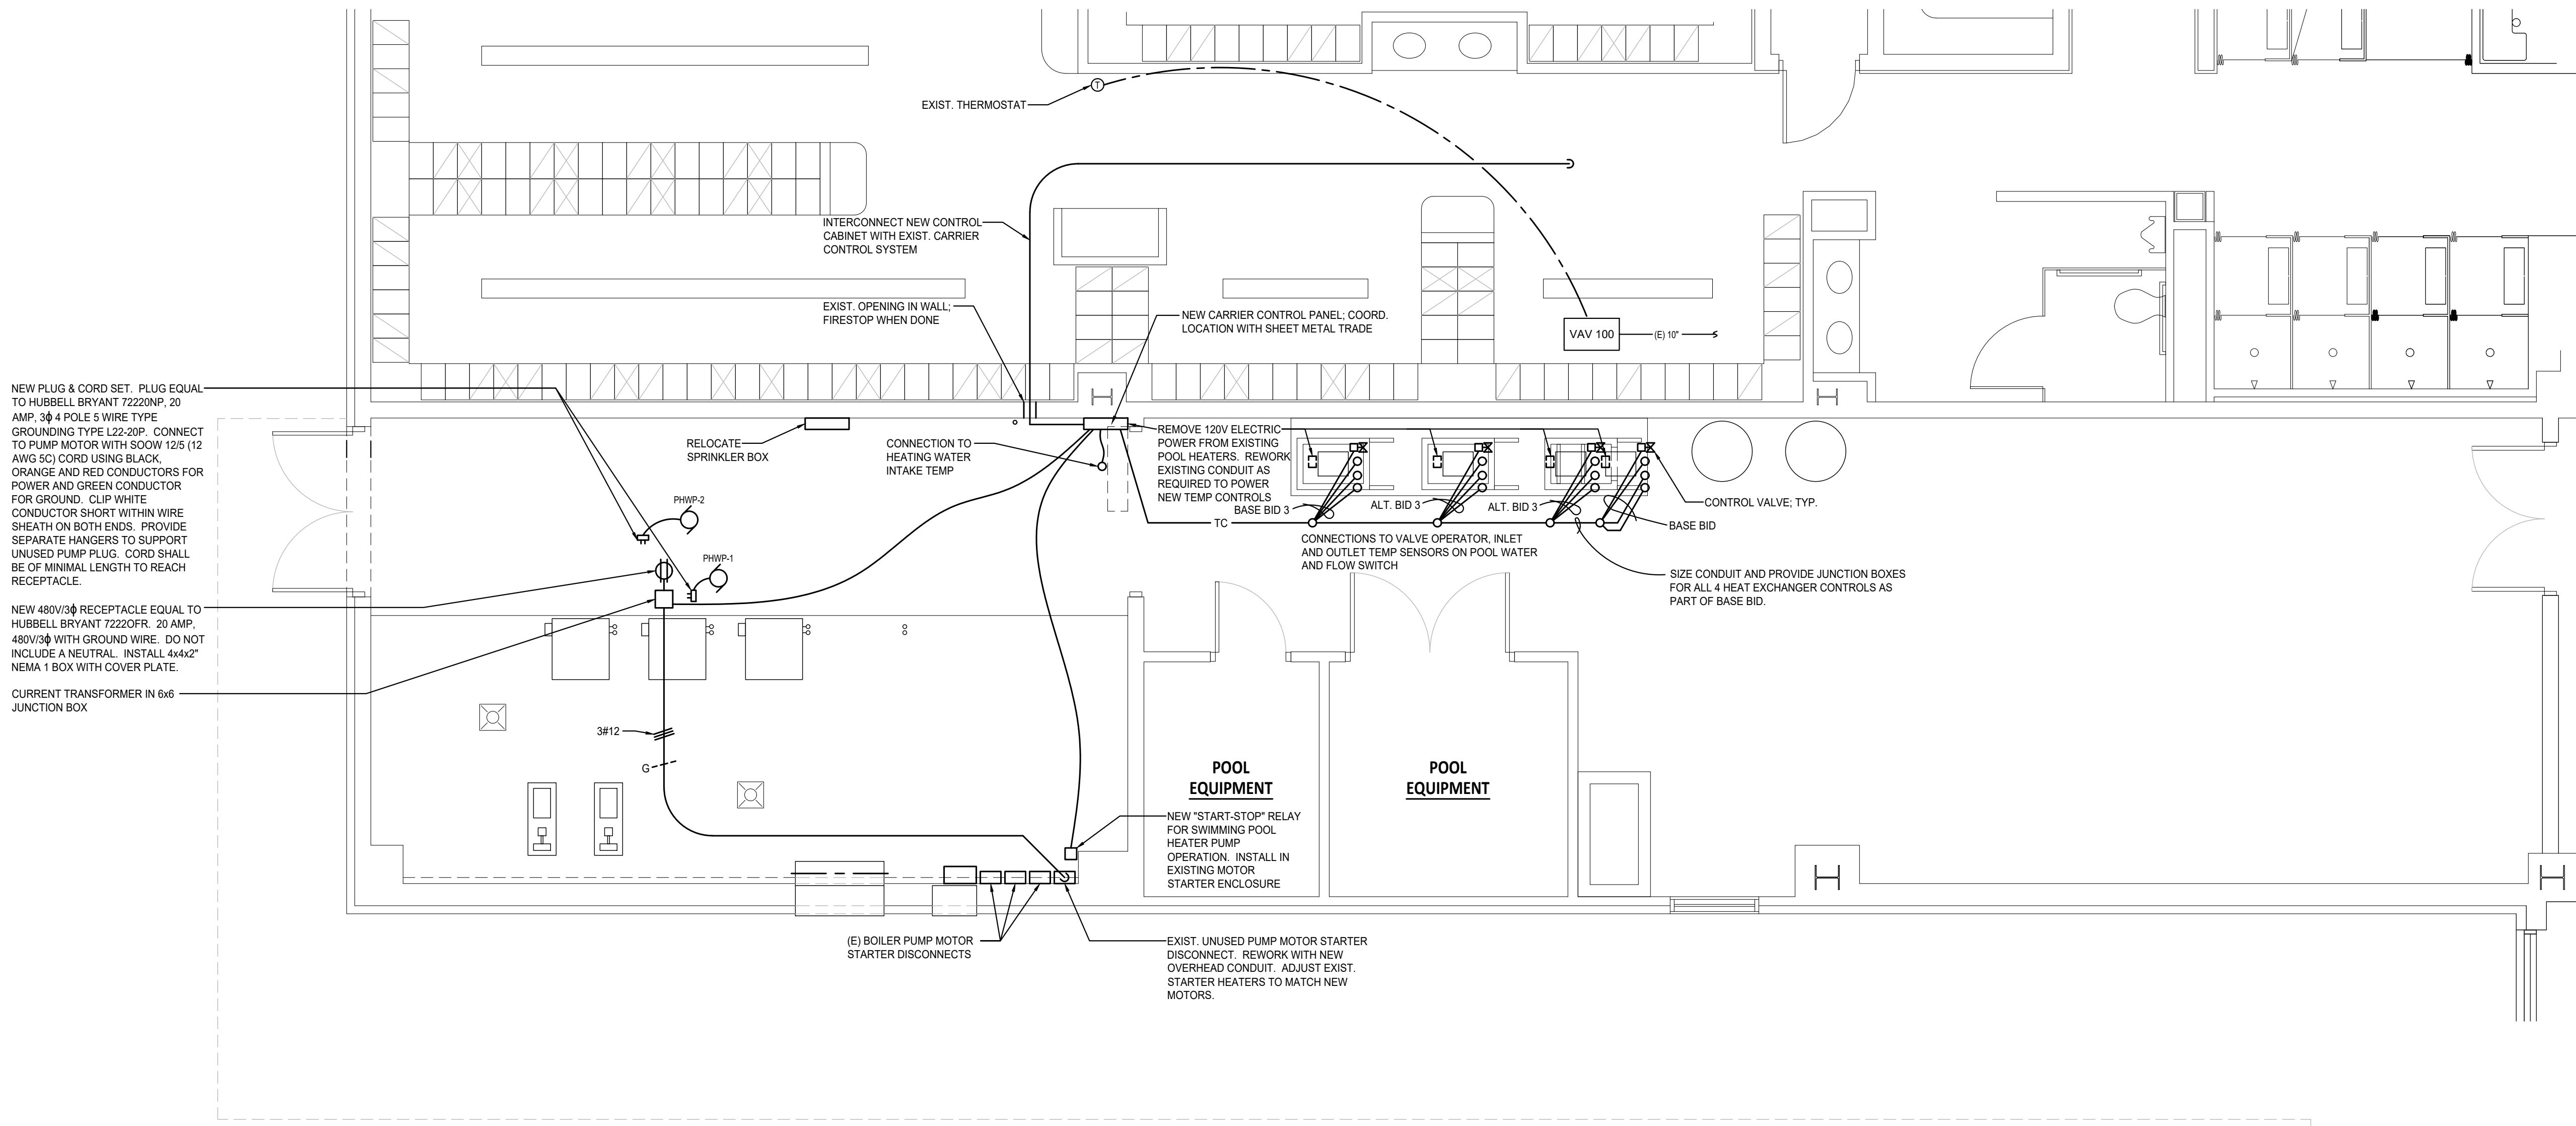 EXIST. THERMOSTAT
T
INTERCONNECT NEW CONTROL
CABINET WITH EXIST. CARRIER
CONTROL SYSTEM
EXIST. OPENING IN WALL;
FIRESTOP WHEN DONE
NEW CARRIER CONTROL PANEL; COORD.
LOCATION WITH SHEET METAL TRADE
VAV 100
(E) 10"
NEW PLUG & CORD SET. PLUG EQUAL
TO HUBBELL BRYANT 72220NP, 20
AMP, 3ϕ 4 POLE 5 WIRE TYPE
GROUNDING TYPE L22-20P. CONNECT
TO PUMP MOTOR WITH SOOW 12/5 (12
AWG 5C) CORD USING BLACK,
ORANGE AND RED CONDUCTORS FOR
POWER AND GREEN CONDUCTOR
FOR GROUND. CLIP WHITE
CONDUCTOR SHORT WITHIN WIRE
SHEATH ON BOTH ENDS. PROVIDE
SEPARATE HANGERS TO SUPPORT
UNUSED PUMP PLUG. CORD SHALL
BE OF MINIMAL LENGTH TO REACH
RECEPTACLE.
NEW 480V/3ϕ RECEPTACLE EQUAL TO
HUBBELL BRYANT 7222OFR. 20 AMP,
480V/3ϕ WITH GROUND WIRE. DO NOT
INCLUDE A NEUTRAL. INSTALL 4x4x2"
NEMA 1 BOX WITH COVER PLATE.
CURRENT TRANSFORMER IN 6x6
JUNCTION BOX
RELOCATE
SPRINKLER BOX
CONNECTION TO
HEATING WATER
INTAKE TEMP
REMOVE 120V ELECTRIC
POWER FROM EXISTING
POOL HEATERS. REWORK
EXISTING CONDUIT AS
REQUIRED TO POWER
NEW TEMP CONTROLS
BASE BID 3
ALT. BID 3
ALT. BID 3
CONTROL VALVE; TYP.
BASE BID
TC
CONNECTIONS TO VALVE OPERATOR, INLET
AND OUTLET TEMP SENSORS ON POOL WATER
AND FLOW SWITCH
SIZE CONDUIT AND PROVIDE JUNCTION BOXES
FOR ALL 4 HEAT EXCHANGER CONTROLS AS
PART OF BASE BID.
PHWP-2
PHWP-1
3#12
G
POOL
EQUIPMENT
POOL
EQUIPMENT
NEW "START-STOP" RELAY
FOR SWIMMING POOL
HEATER PUMP
OPERATION. INSTALL IN
EXISTING MOTOR
STARTER ENCLOSURE
(E) BOILER PUMP MOTOR
STARTER DISCONNECTS
EXIST. UNUSED PUMP MOTOR STARTER
DISCONNECT. REWORK WITH NEW
OVERHEAD CONDUIT. ADJUST EXIST.
STARTER HEATERS TO MATCH NEW
MOTORS.